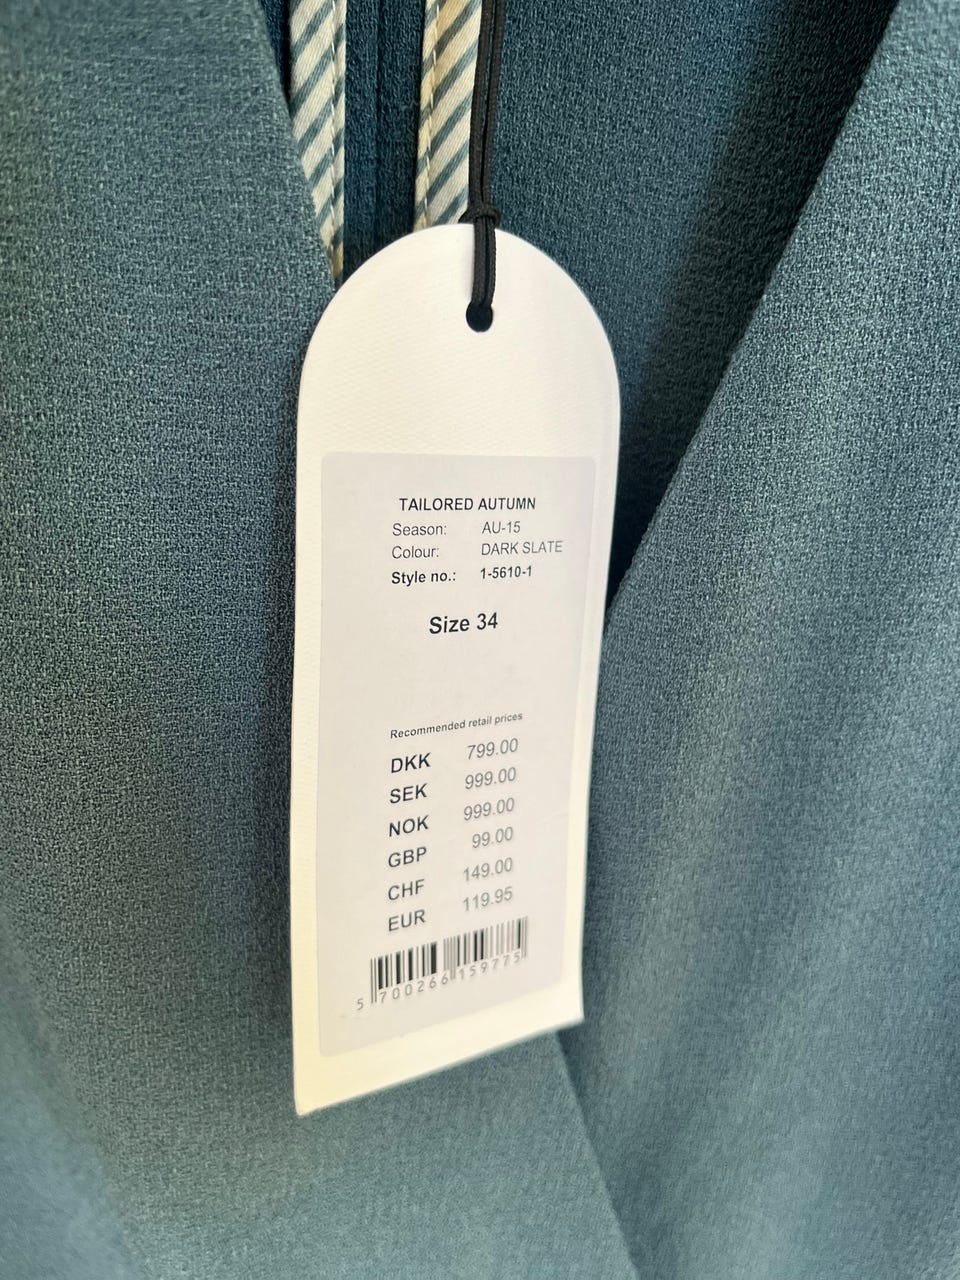 TAILORED AUTUMN
Season: AU-15
Colour: DARK SLATE
Style no.: 1-5610-1
Size 34
Recommended retail prices
DKK 799.00
SEK 999.00
NOK 999.00
GBP 99.00
CHF 149.00
EUR 119.95
5 700266 159775